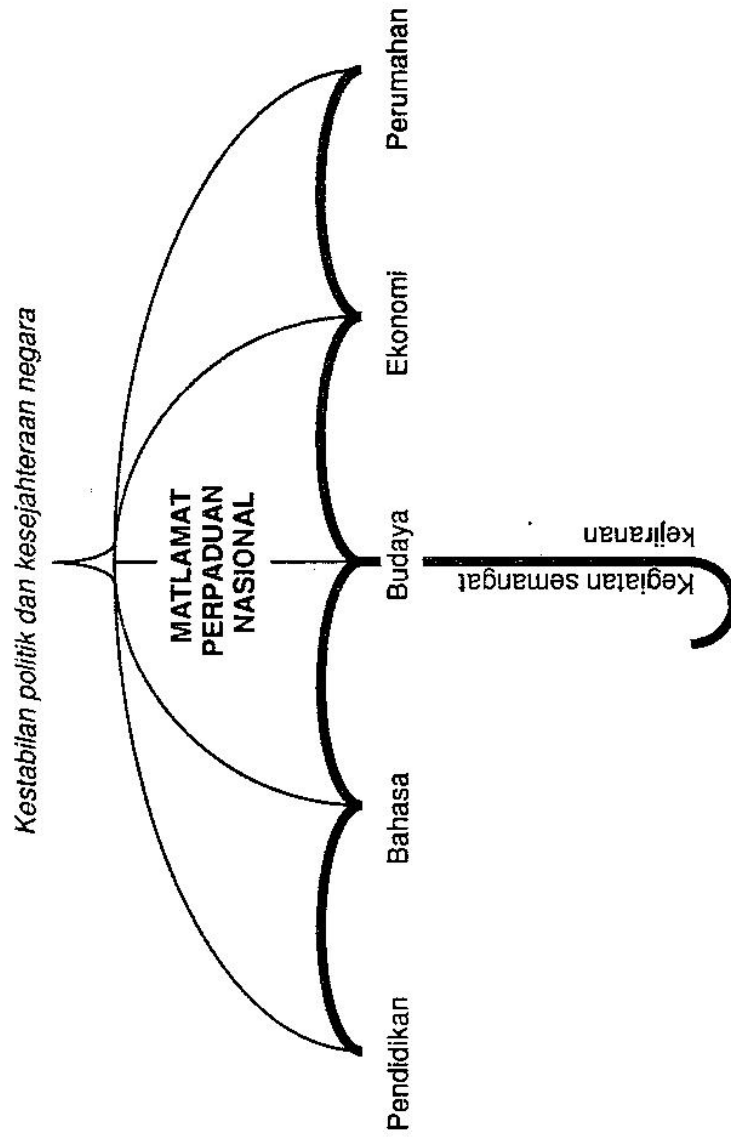 Kestabilan politik dan kesejahteraan negara
MATLAMAT
PERPADUAN
NASIONAL
Pendidikan
Bahasa
Budaya
Ekonomi
Perumahan
Kegiatan semangat
kejiranan